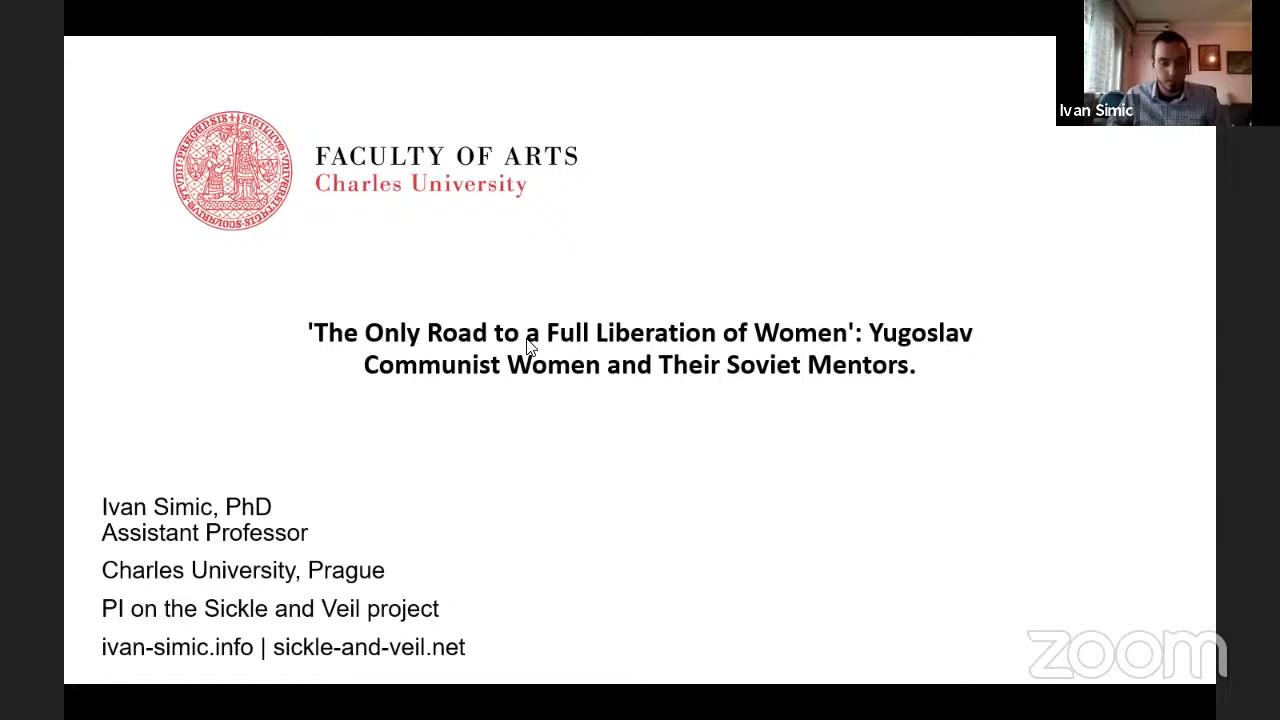 Ivan Simic
FACULTY OF ARTS
Charles University
'The Only Road to a Full Liberation of Women': Yugoslav
Communist Women and Their Soviet Mentors.
Ivan Simic, PhD
Assistant Professor
Charles University, Prague
PI on the Sickle and Veil project
ivan-simic.info | sickle-and-veil.net
zoom